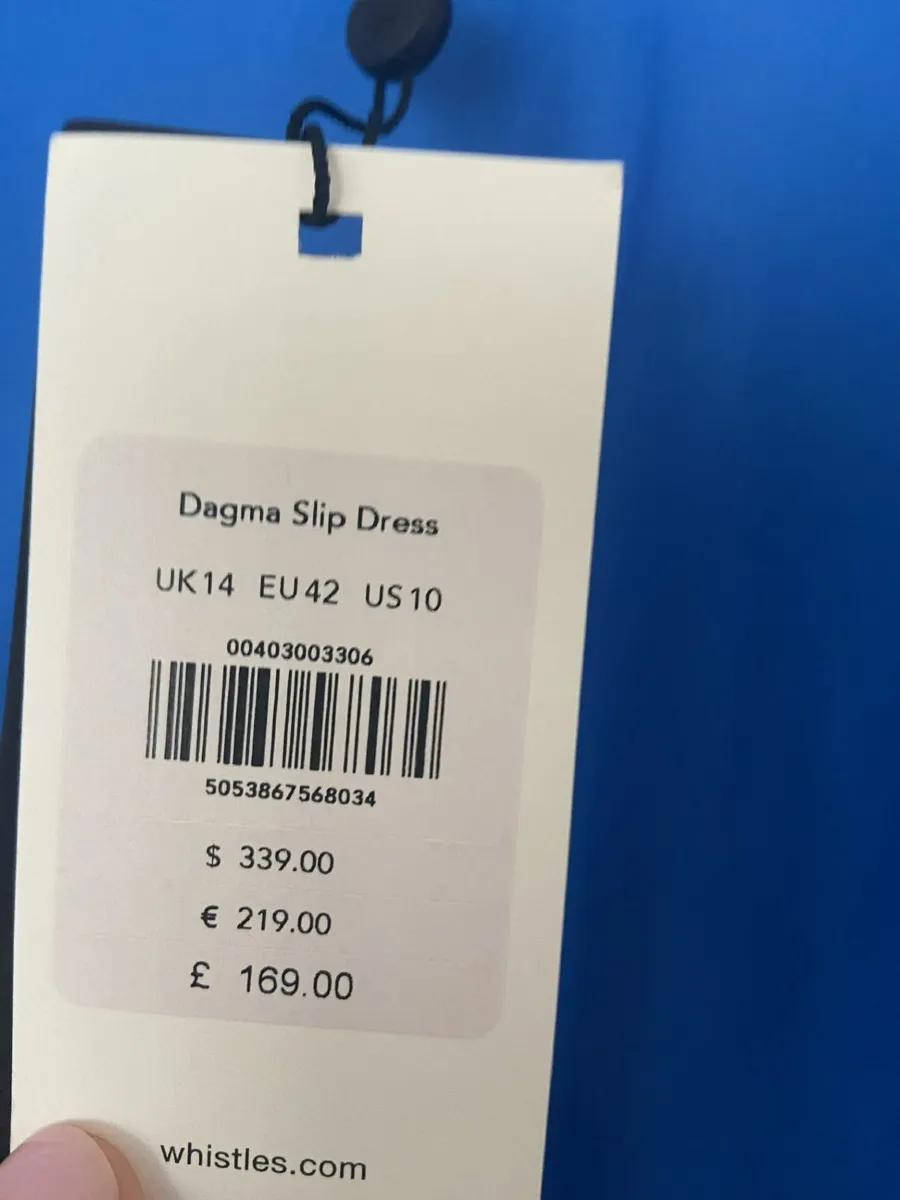 Dagma Slip Dress
UK14 EU42 US10
00403003306
5053867568034
$ 339.00
€ 219.00
£ 169.00
whistles.com